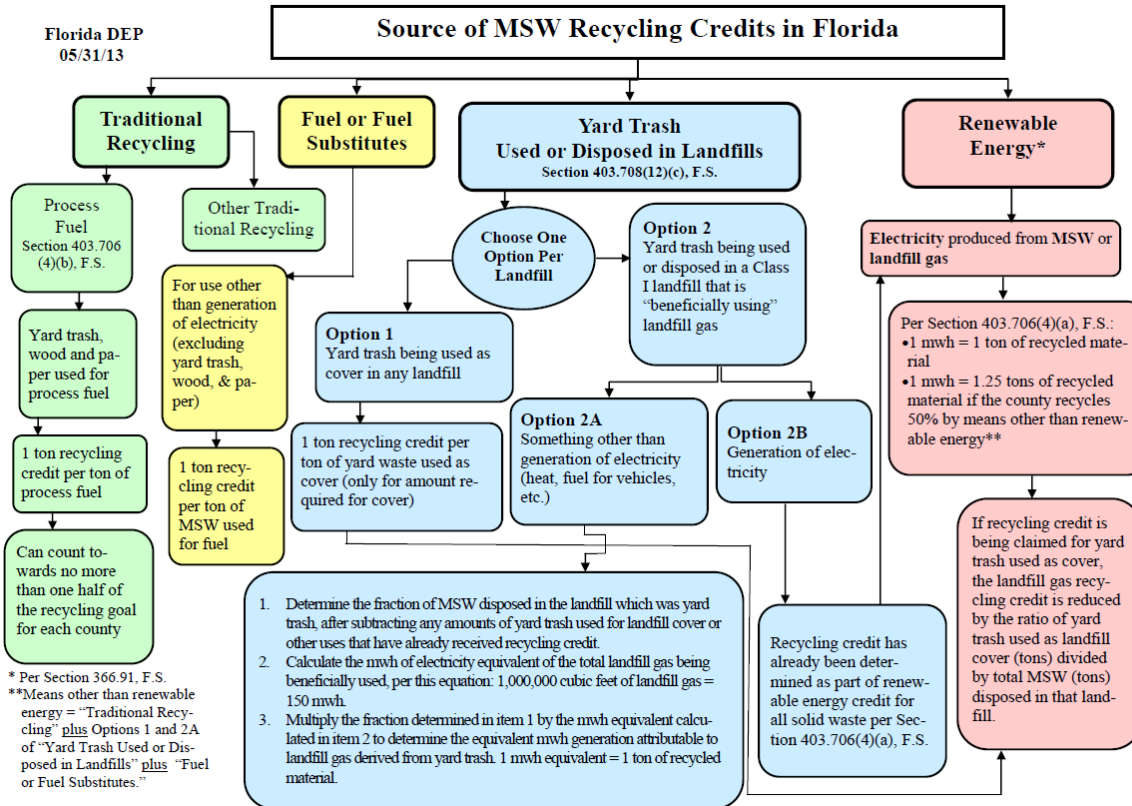 Florida DEP
05/31/13
Source of MSW Recycling Credits in Florida
Traditional
Recycling
Fuel or Fuel
Substitutes
Yard Trash
Used or Disposed in Landfills
Section 403.708(12)(c), F.S.
Renewable
Energy*
Process
Fuel
Section 403.706
(4)(b), F.S.
Other Tradi-
tional Recycling
Choose One
Option Per
Landfill
Option 2
Yard trash being used
or disposed in a Class
I landfill that is
“beneficially using”
landfill gas
Electricity produced from MSW or
landfill gas
For use other
than generation
of electricity
(excluding
yard trash,
wood, & pa-
per)
Option 1
Yard trash being used as
cover in any landfill
Yard trash,
wood and pa-
per used for
process fuel
Per Section 403.706(4)(a), F.S.:
•1 mwh = 1 ton of recycled mate-
rial
•1 mwh = 1.25 tons of recycled
material if the county recycles
50% by means other than renew-
able energy**
Option 2A
Something other than
generation of electricity
(heat, fuel for vehicles,
etc.)
Option 2B
Generation of elec-
tricity
1 ton recycling
credit per ton of
process fuel
1 ton recy-
cling credit
per ton of
MSW used
for fuel
1 ton recycling credit per
ton of yard waste used as
cover (only for amount re-
quired for cover)
Can count to-
wards no more
than one half of
the recycling goal
for each county
1. Determine the fraction of MSW disposed in the landfill which was yard
trash, after subtracting any amounts of yard trash used for landfill cover or
other uses that have already received recycling credit.
2. Calculate the mwh of electricity equivalent of the total landfill gas being
beneficially used, per this equation: 1,000,000 cubic feet of landfill gas =
150 mwh.
3. Multiply the fraction determined in item 1 by the mwh equivalent calcu-
lated in item 2 to determine the equivalent mwh generation attributable to
landfill gas derived from yard trash. 1 mwh equivalent = 1 ton of recycled
material.
Recycling credit has
already been deter-
mined as part of renew-
able energy credit for
all solid waste per Sec-
tion 403.706(4)(a), F.S.
If recycling credit is
being claimed for yard
trash used as cover,
the landfill gas recy-
cling credit is reduced
by the ratio of yard
trash used as landfill
cover (tons) divided
by total MSW (tons)
disposed in that land-
fill.
* Per Section 366.91, F.S.
**Means other than renewable
energy = “Traditional Recy-
cling” plus Options 1 and 2A
of “Yard Trash Used or Dis-
posed in Landfills” plus “Fuel
or Fuel Substitutes.”